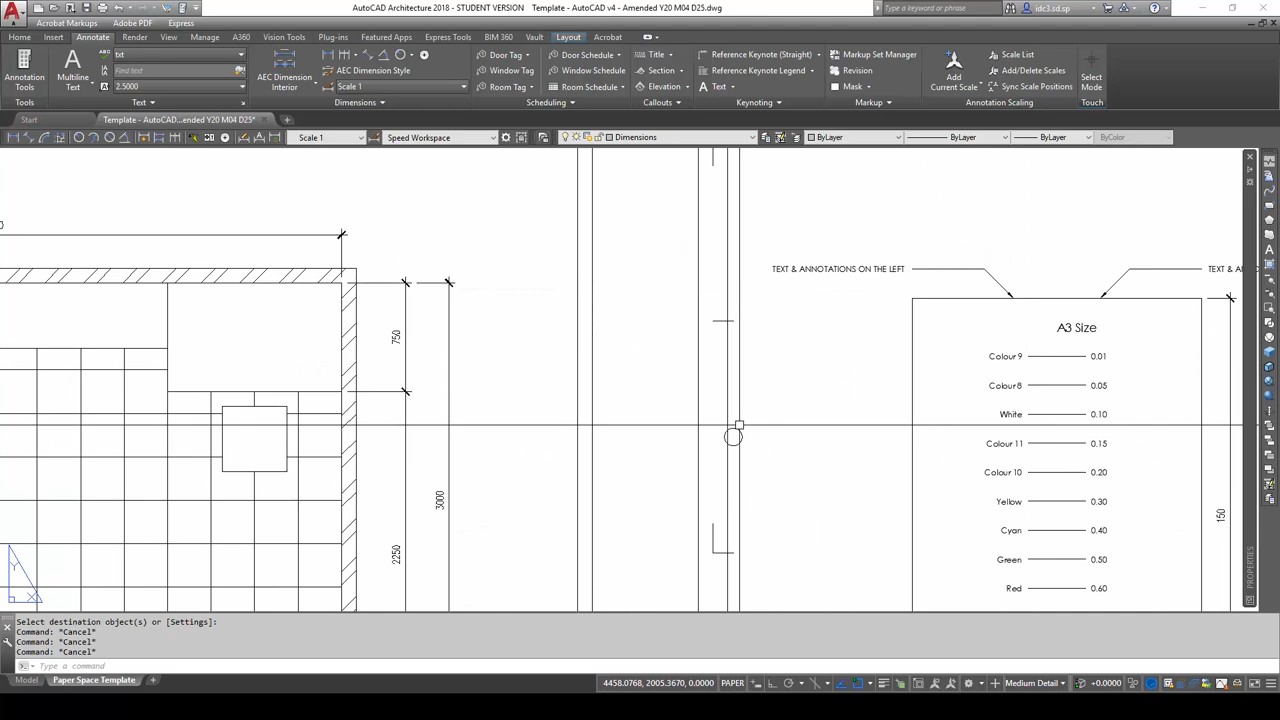 AutoCAD Architecture 2018 - STUDENT VERSION Template - AutoCAD v4 - Amended Y20 M04 D25.dwg
Type a keyword or phrase
idc3.sd.sp
Acrobat Markups Adobe PDF Express
Home Insert Annotate Render View Manage A360 Vision Tools Plug-ins Featured Apps Express Tools BIM 360 Vault Layout Acrobat
Annotation Tools
Tools
Multiline Text
txt
Find text
2.5000
Text
AEC Dimension Interior
AEC Dimension Style
Scale 1
Dimensions
Door Tag
Window Tag
Room Tag
Door Schedule
Window Schedule
Room Schedule
Scheduling
Title
Section
Elevation
Callouts
Reference Keynote (Straight)
Reference Keynote Legend
Text
Keynoting
Markup Set Manager
Revision
Mask
Markup
Add Current Scale
Scale List
Add/Delete Scales
Sync Scale Positions
Annotation Scaling
Select Mode
Touch
Start Template - AutoCAD...ended Y20 M04 D25*
Scale 1 Speed Workspace Dimensions ByLayer ByLayer ByLayer ByColor
0
750
3000
2250
TEXT & ANNOTATIONS ON THE LEFT
A3 Size
Colour 9 0.01
Colour 8 0.05
White 0.10
Colour 11 0.15
Colour 10 0.20
Yellow 0.30
Cyan 0.40
Green 0.50
Red 0.60
150
Y
X
PROPERTIES
Select destination object(s) or [Settings]:
Command: *Cancel*
Command: *Cancel*
Command: *Cancel*
Type a command
Model Paper Space Template
4458.0768, 2005.3670, 0.0000 PAPER
Medium Detail
+0.0000